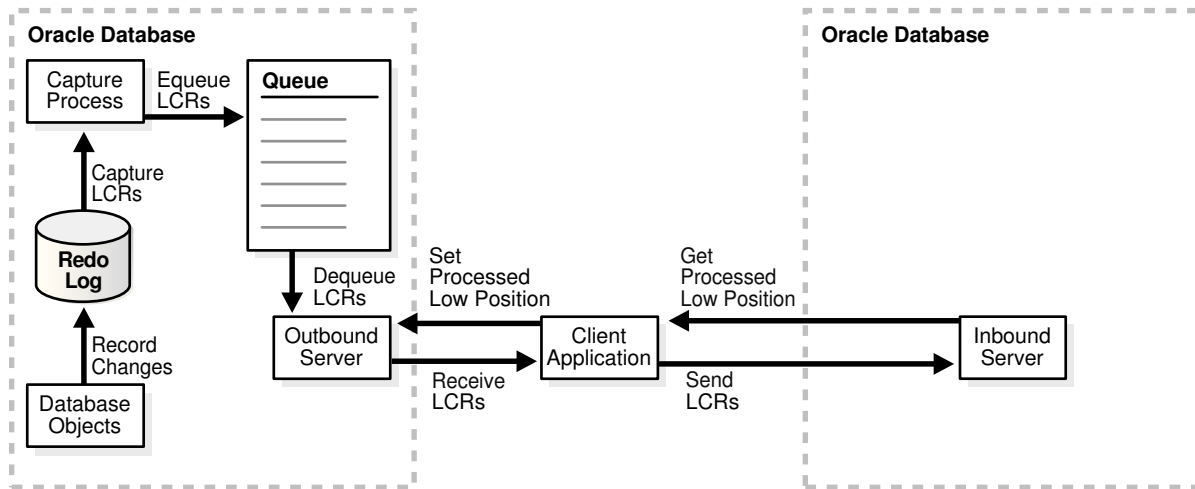 Oracle Database
Capture
Process
Equeue
LCRs
Queue
Capture
LCRs
Redo
Log
Record
Changes
Database
Objects
Dequeue
LCRs
Outbound
Server
Set
Processed
Low Position
Receive
LCRs
Client
Application
Get
Processed
Low Position
Send
LCRs
Oracle Database
Inbound
Server